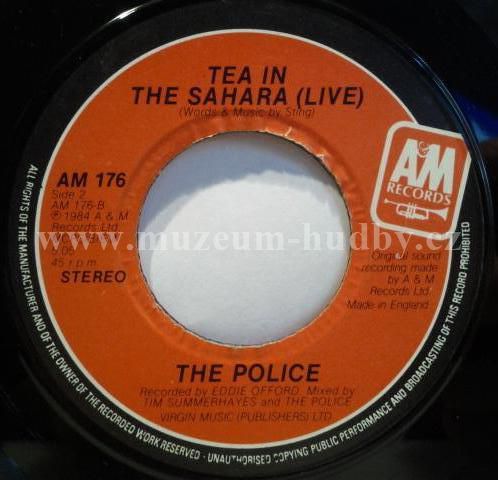 TEA IN
THE SAHARA (LIVE)
(Words & Music by Sting)
AM 176
Side 2
AM 176-B
℗ 1984 A & M
Records Ltd.
5.05
45 r.p.m.
STEREO
A&M
RECORDS
Original sound
recording made
by A & M
Records Ltd.
Made in England
www.muzeum-hudby.cz
THE POLICE
Recorded by EDDIE OFFORD, Mixed by
TIM SUMMERHAYES and THE POLICE
VIRGIN MUSIC (PUBLISHERS) LTD.
ALL RIGHTS OF THE MANUFACTURER AND OF THE OWNER OF THE RECORDED WORK RESERVED - UNAUTHORISED COPYING PUBLIC PERFORMANCE AND BROADCASTING OF THIS RECORD PROHIBITED